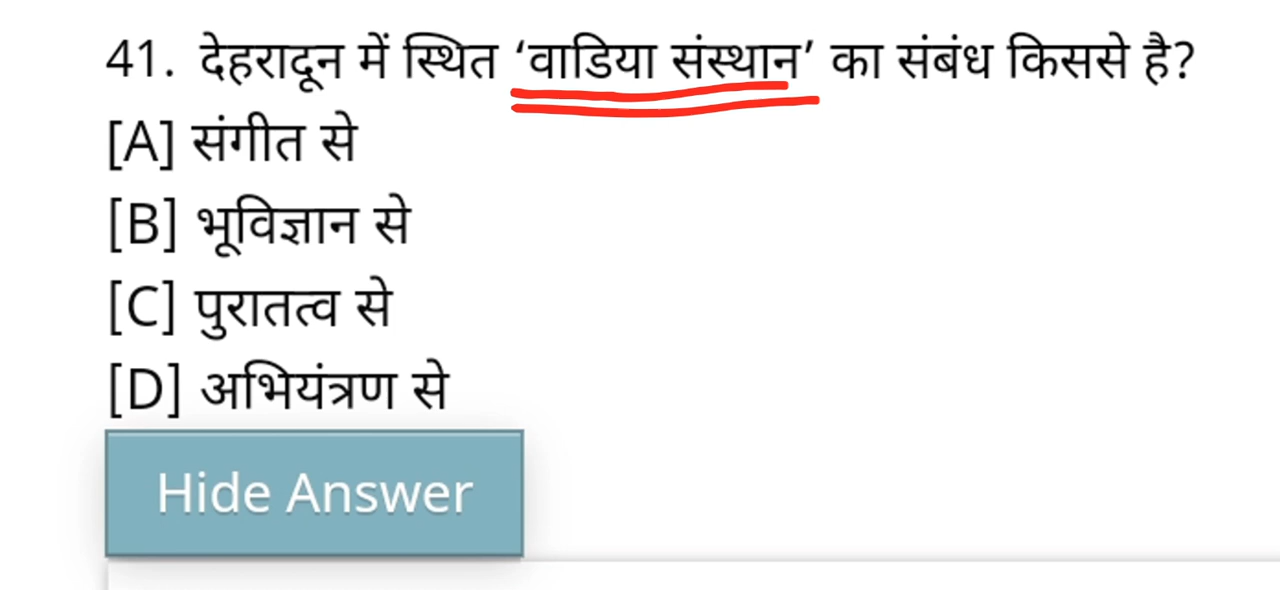 41. देहरादून में स्थित ‘वाडिया संस्थान’ का संबंध किससे है?
[A] संगीत से
[B] भूविज्ञान से
[C] पुरातत्व से
[D] अभियंत्रण से
Hide Answer